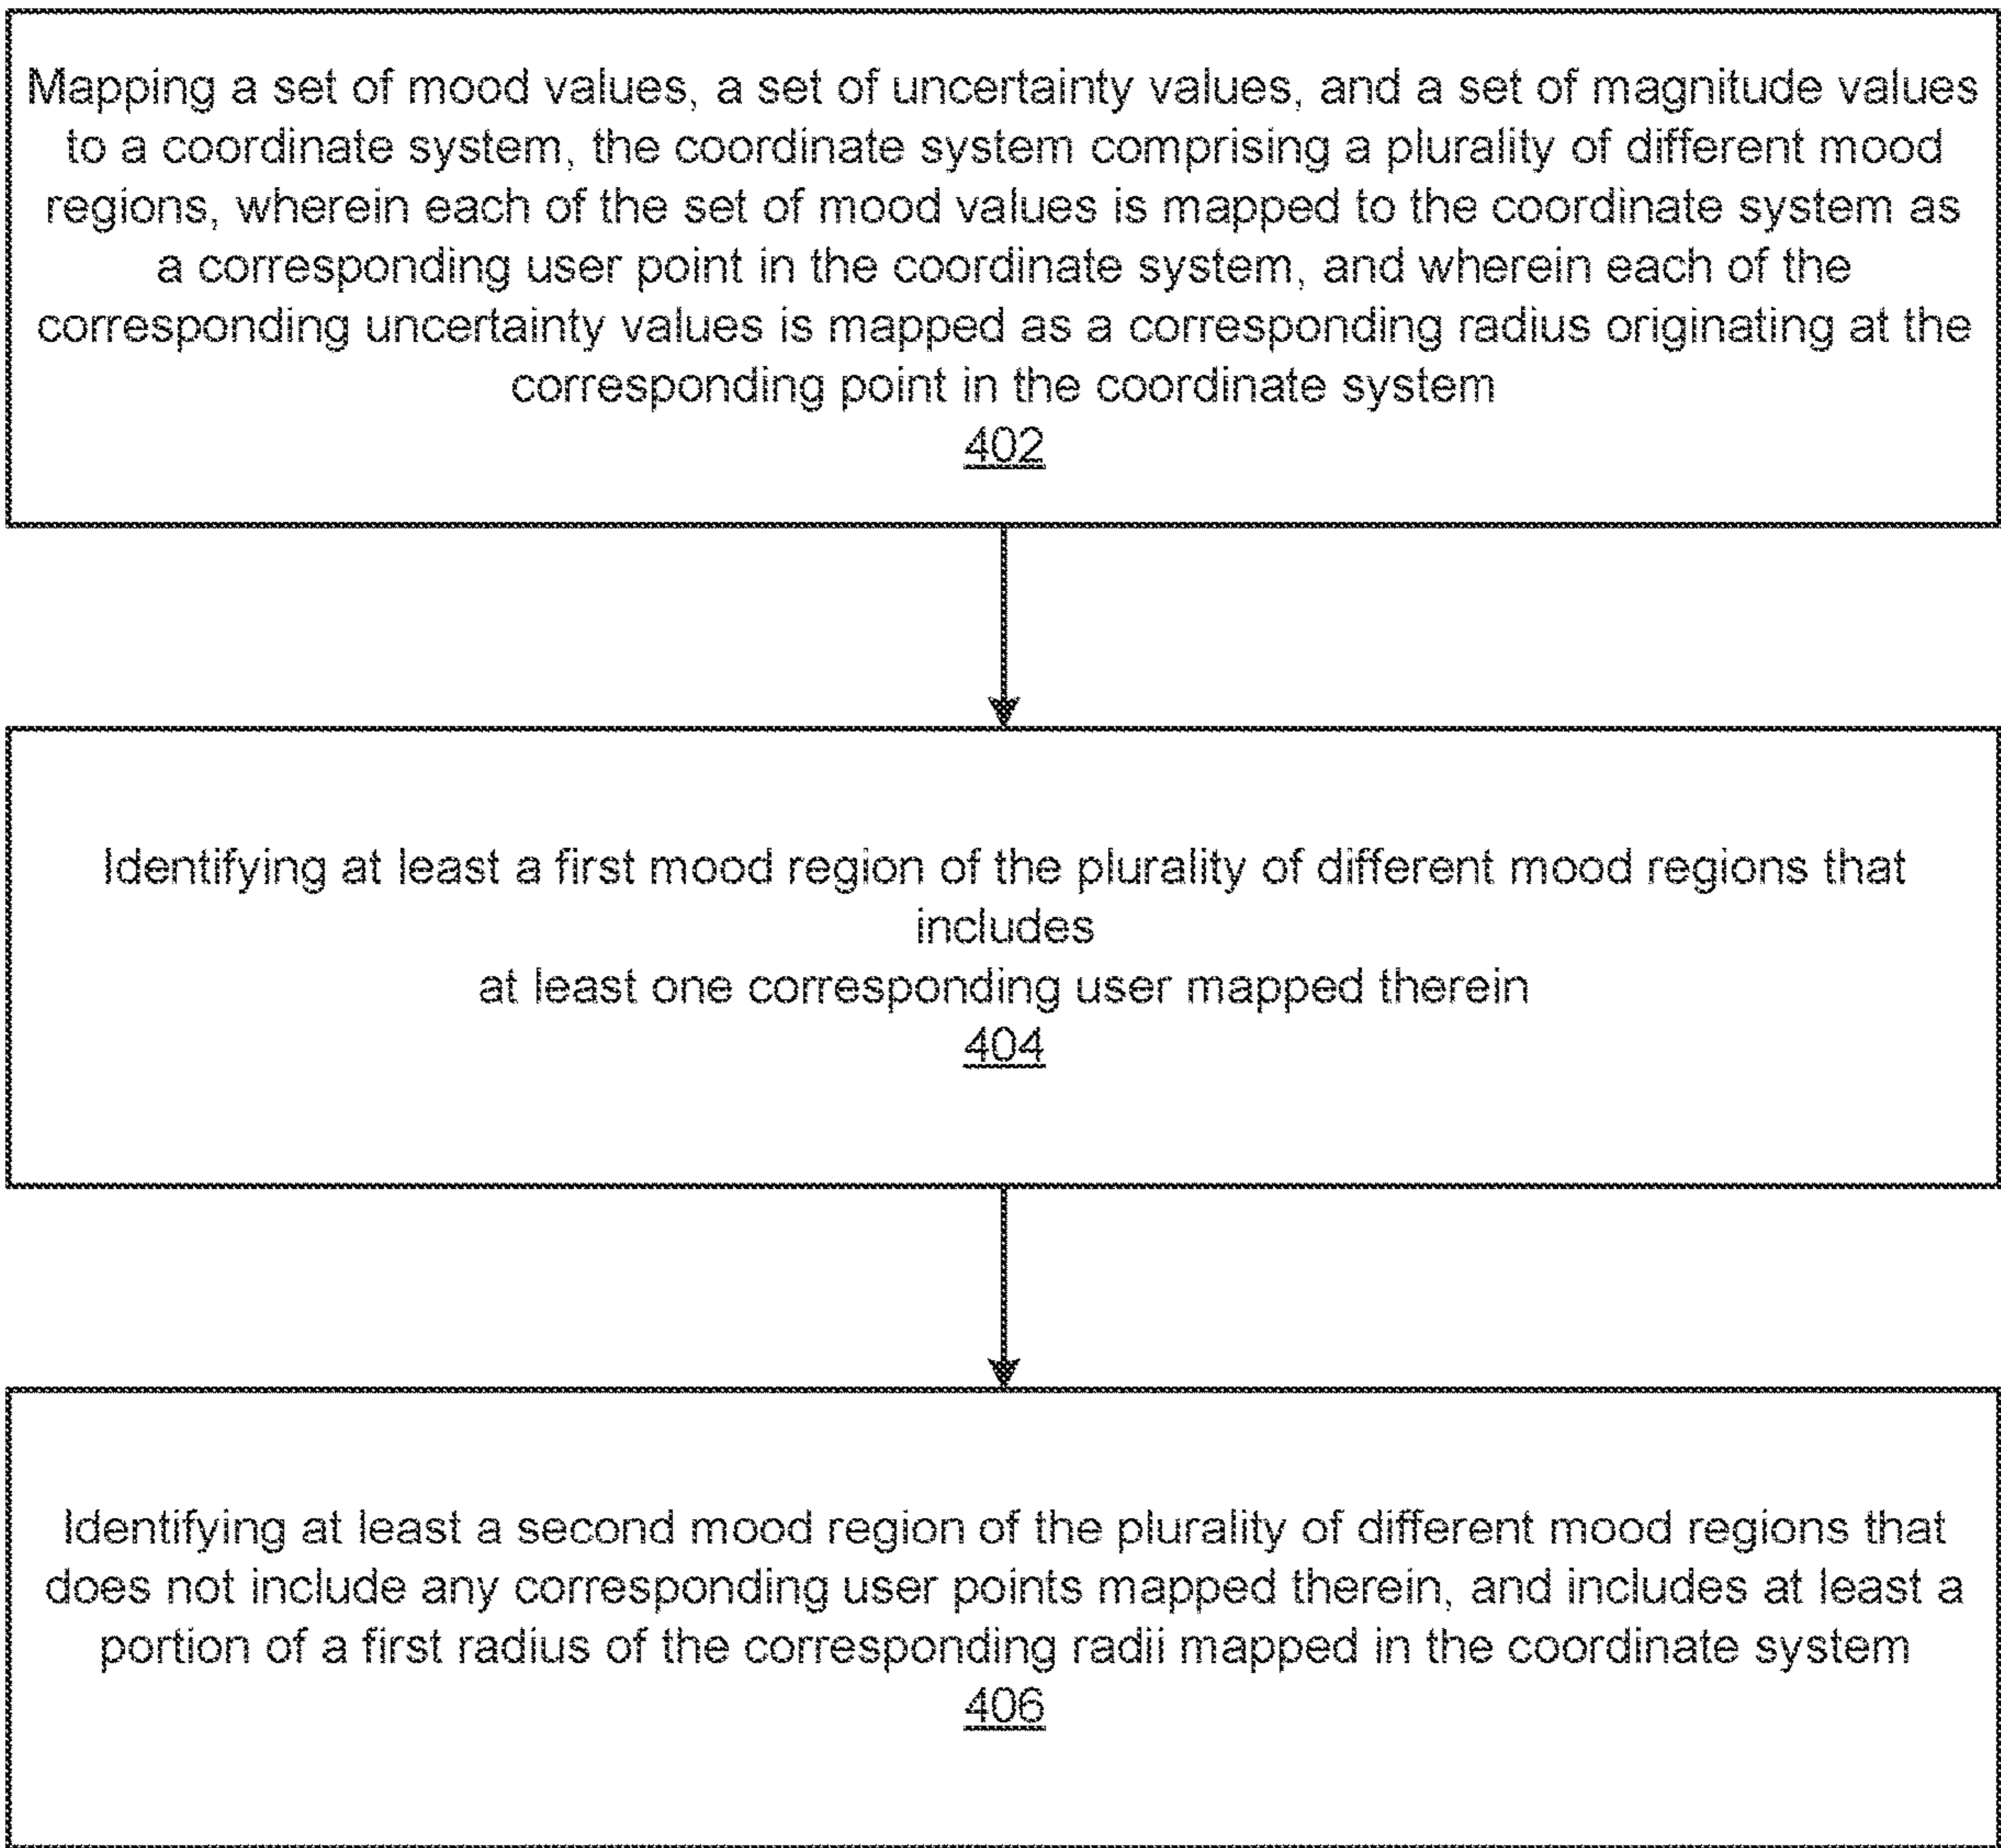 Mapping a set of mood values, a set of uncertainty values, and a set of magnitude values
to a coordinate system, the coordinate system comprising a plurality of different mood
regions, wherein each of the set of mood values is mapped to the coordinate system as
a corresponding user point in the coordinate system, and wherein each of the
corresponding uncertainty values is mapped as a corresponding radius originating at the
corresponding point in the coordinate system
402
Identifying at least a first mood region of the plurality of different mood regions that
includes
at least one corresponding user mapped therein
404
Identifying at least a second mood region of the plurality of different mood regions that
does not include any corresponding user points mapped therein, and includes at least a
portion of a first radius of the corresponding radii mapped in the coordinate system
406